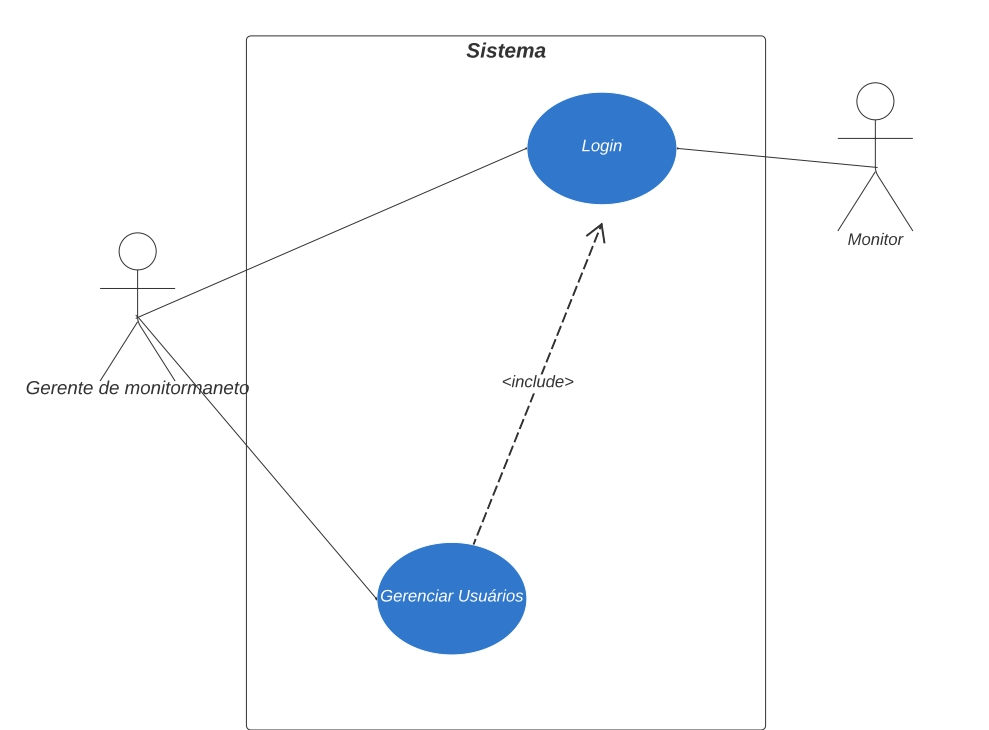 Sistema
Login
Monitor
Gerente de monitormaneto
<include>
Gerenciar Usuários